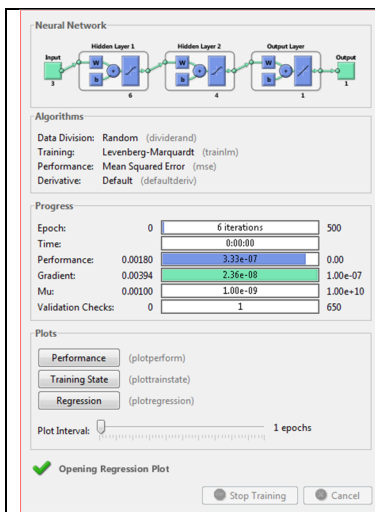 Neural Network
Hidden Layer 1 Hidden Layer 2 Output Layer
Input Output
W W W
b b b
3 6 4 1 1
Algorithms
Data Division: Random (dividerand)
Training: Levenberg-Marquardt (trainlm)
Performance: Mean Squared Error (mse)
Derivative: Default (defaultderiv)
Progress
Epoch: 0 6 iterations 500
Time: 0:00:00
Performance: 0.00180 3.33e-07 0.00
Gradient: 0.00394 2.36e-08 1.00e-07
Mu: 0.00100 1.00e-09 1.00e+10
Validation Checks: 0 1 650
Plots
Performance (plotperform)
Training State (plottrainstate)
Regression (plotregression)
Plot Interval: 1 epochs
Opening Regression Plot
Stop Training Cancel